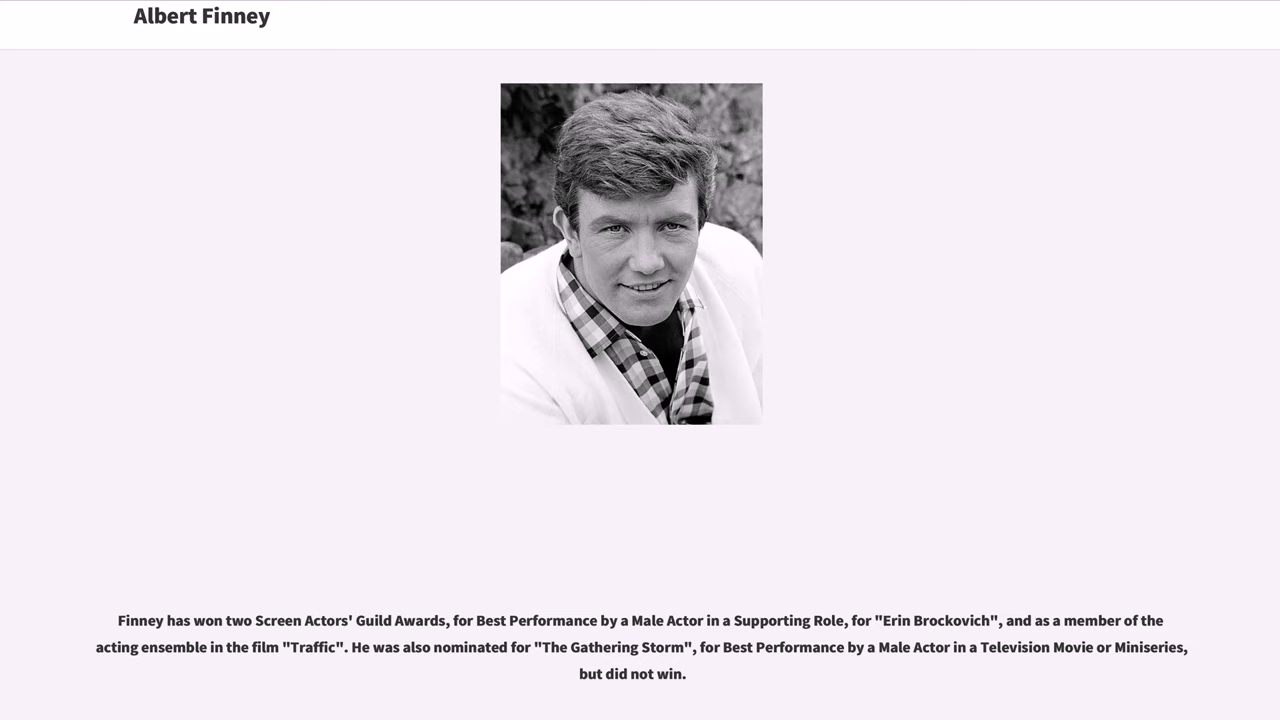 Albert Finney
Finney has won two Screen Actors' Guild Awards, for Best Performance by a Male Actor in a Supporting Role, for "Erin Brockovich", and as a member of the
acting ensemble in the film "Traffic". He was also nominated for "The Gathering Storm", for Best Performance by a Male Actor in a Television Movie or Miniseries,
but did not win.